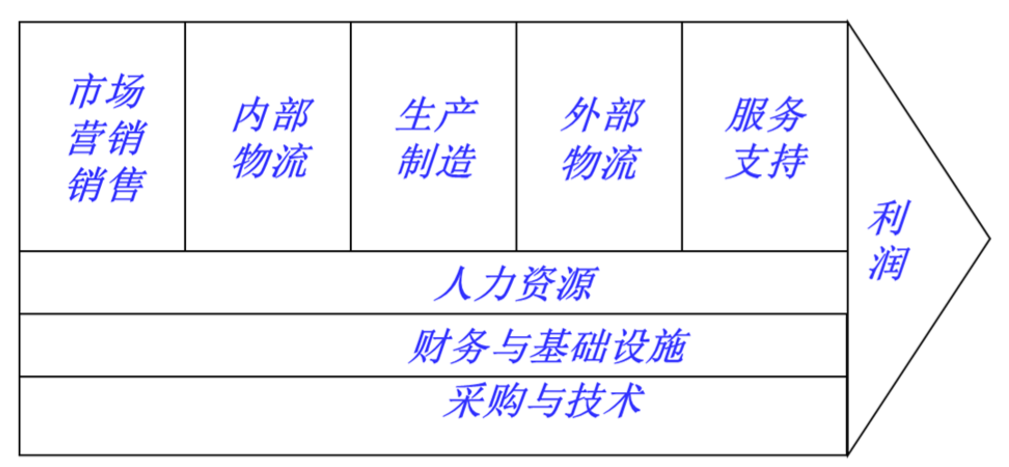 市场
营销
销售
内部
物流
生产
制造
外部
物流
服务
支持
利
润
人力资源
财务与基础设施
采购与技术